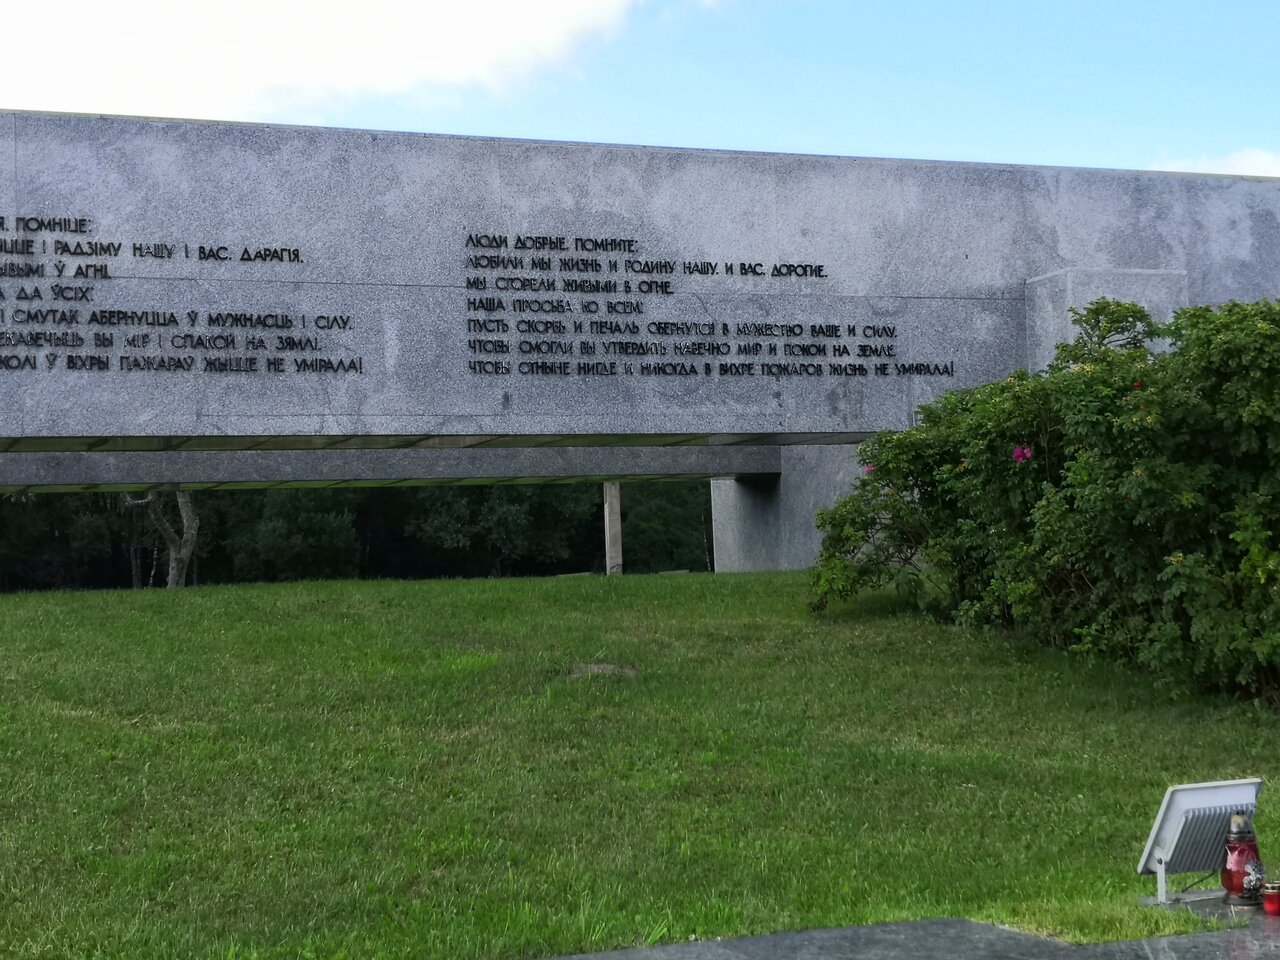 ПОМНІЦЕ:
І РАДЗІМУ НАШУ І ВАС, ДАРАГІЯ.
Ў АГНІ.
ДА ЎСІХ:
І СМУТАК АБЕРНУЦЦА Ў МУЖНАСЦЬ І СІЛУ,
ВЫ МІР І СПАКОЙ НА ЗЯМЛІ.
Ў ВІХРЫ ПАЖАРАЎ ЖЫЦЦЕ НЕ УМІРАЛА!
ЛЮДИ ДОБРЫЕ, ПОМНИТЕ:
ЛЮБИЛИ МЫ ЖИЗНЬ И РОДИНУ НАШУ, И ВАС, ДОРОГИЕ.
МЫ СГОРЕЛИ ЖИВЫМИ В ОГНЕ.
НАША ПРОСЬБА КО ВСЕМ:
ПУСТЬ СКОРБЬ И ПЕЧАЛЬ ОБЕРНУТСЯ В МУЖЕСТВО ВАШЕ И СИЛУ,
ЧТОБЫ СМОГЛИ ВЫ УТВЕРДИТЬ НАВЕЧНО МИР И ПОКОЙ НА ЗЕМЛЕ.
ЧТОБЫ ОТНЫНЕ НИГДЕ И НИКОГДА В ВИХРЕ ПОЖАРОВ ЖИЗНЬ НЕ УМИРАЛА!